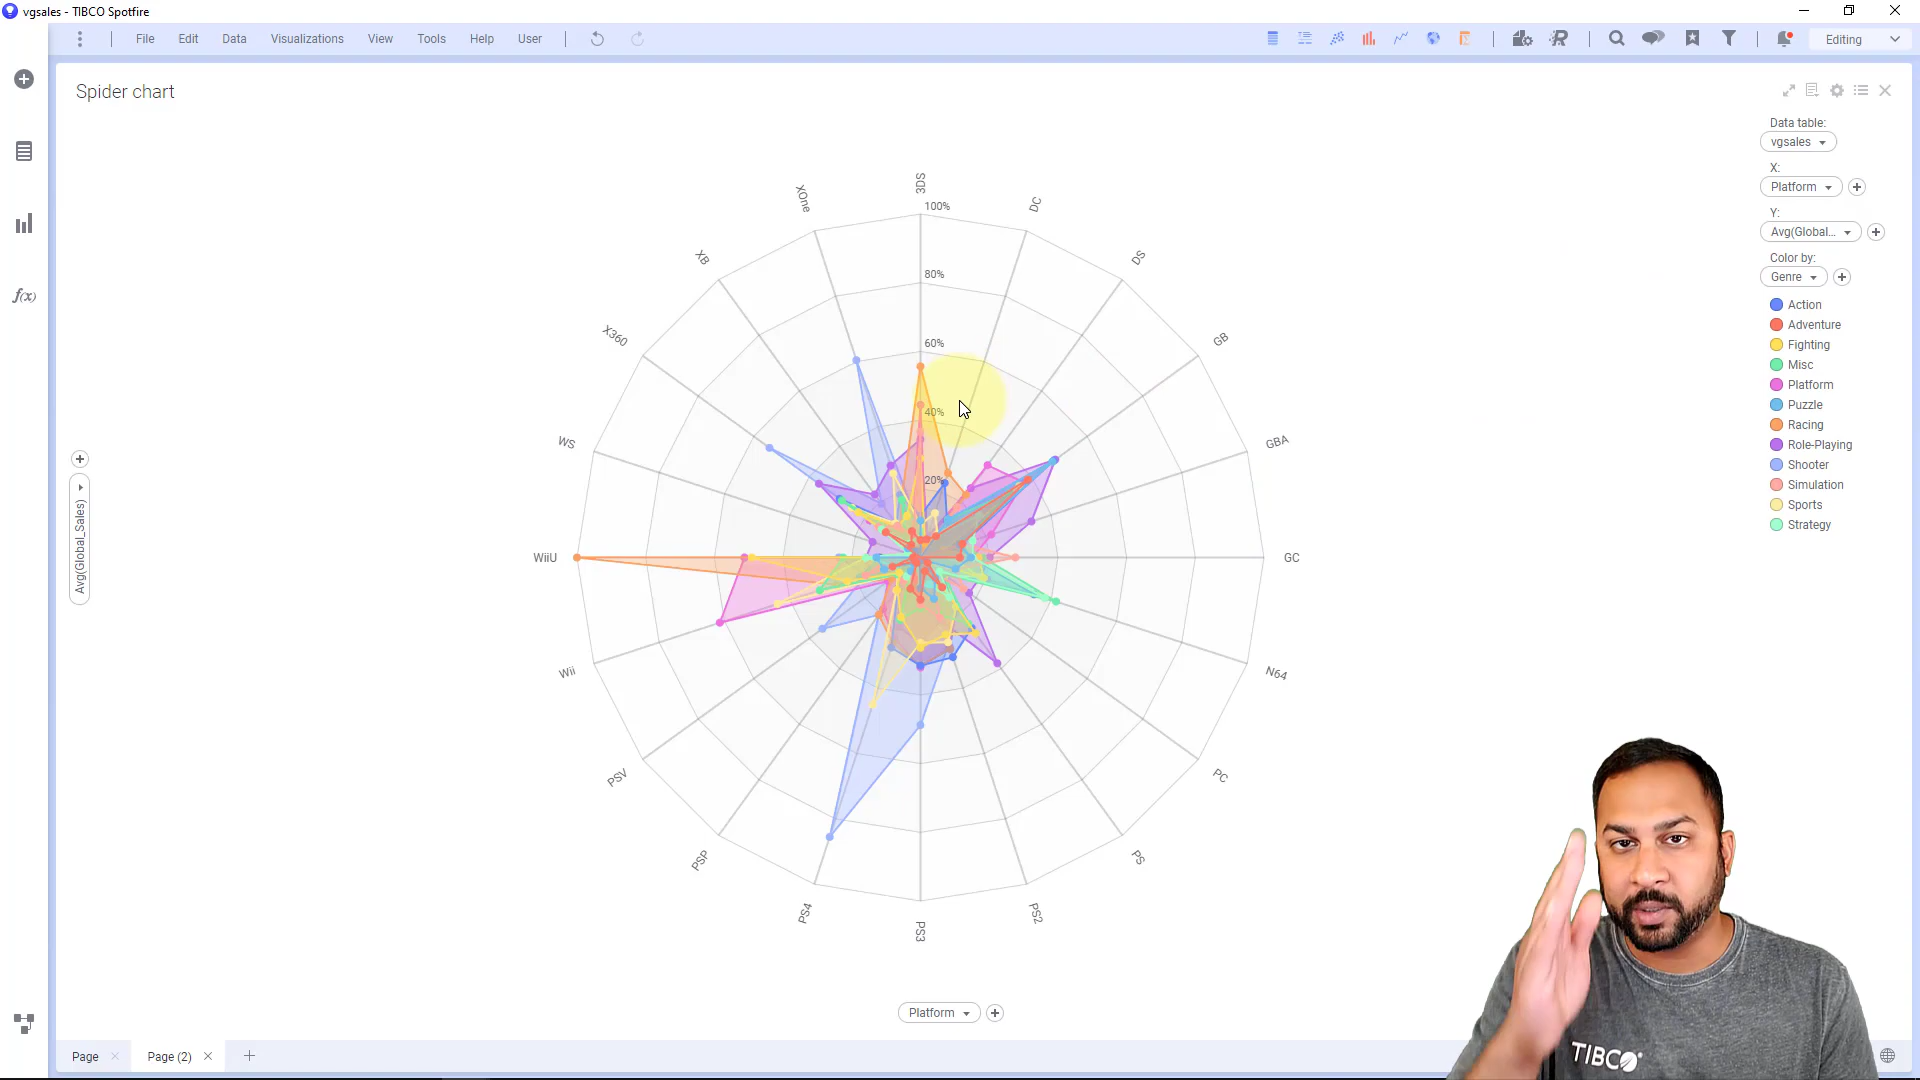 vgsales - TIBCO Spotfire
File Edit Data Visualizations View Tools Help User
Editing
Spider chart
Data table:
vgsales
X:
Platform
Y:
Avg(Global...
Color by:
Genre
Action
Adventure
Fighting
Misc
Platform
Puzzle
Racing
Role-Playing
Shooter
Simulation
Sports
Strategy
3DS
DC
DS
GB
GBA
GC
N64
PC
PS
PS2
PS3
PS4
PSP
PSV
Wii
WiiU
WS
X360
XB
XOne
100%
80%
60%
40%
20%
Avg(Global_Sales)
f(x)
Platform
Page
Page (2)
TIBCO